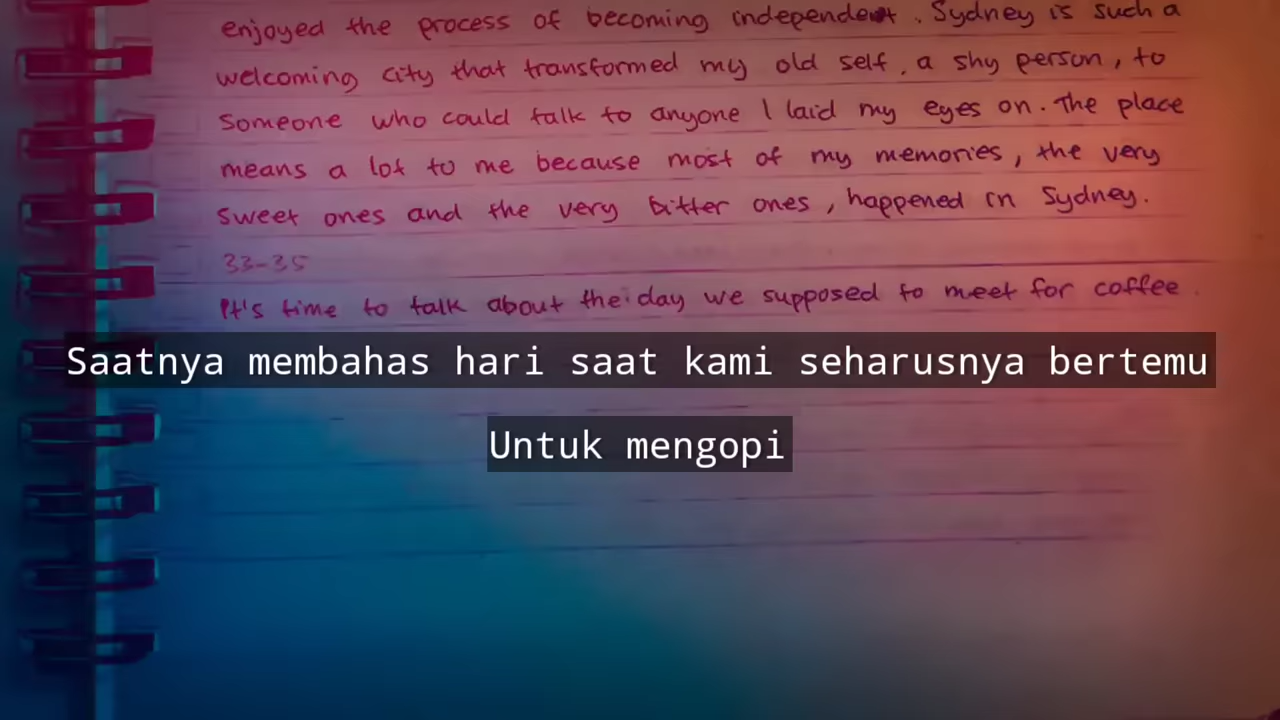 enjoyed the process of becoming independent. Sydney is such a
welcoming city that transformed my old self, a shy person, to
someone who could talk to anyone I laid my eyes on. The place
means a lot to me because most of my memories, the very
sweet ones and the very bitter ones, happened in Sydney.
33-35
It's time to talk about the day we supposed to meet for coffee.
Saatnya membahas hari saat kami seharusnya bertemu
Untuk mengopi